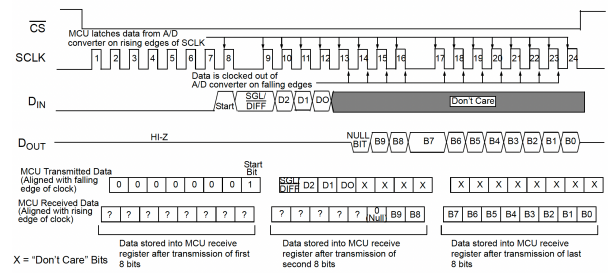 CS
MCU latches data from A/D
converter on rising edges of SCLK
SCLK
1 2 3 4 5 6 7 8 9 10 11 12 13 14 15 16 17 18 19 20 21 22 23 24
Data is clocked out of
A/D converter on falling edges
DIN
Start
SGL/
DIFF
D2 D1 DO
Don't Care
DOUT
HI-Z
NULL
BIT
B9 B8 B7 B6 B5 B4 B3 B2 B1 B0
Start
Bit
MCU Transmitted Data
(Aligned with falling
edge of clock)
0 0 0 0 0 0 0 1
SGL/
DIFF
D2 D1 DO X X X X
X X X X X X X X
MCU Received Data
(Aligned with rising
edge of clock)
? ? ? ? ? ? ? ?
? ? ? ? ? 0
(Null)
B9 B8
B7 B6 B5 B4 B3 B2 B1 B0
Data stored into MCU receive
register after transmission of first
8 bits
Data stored into MCU receive
register after transmission of
second 8 bits
Data stored into MCU receive
register after transmission of last
8 bits
X = "Don't Care" Bits